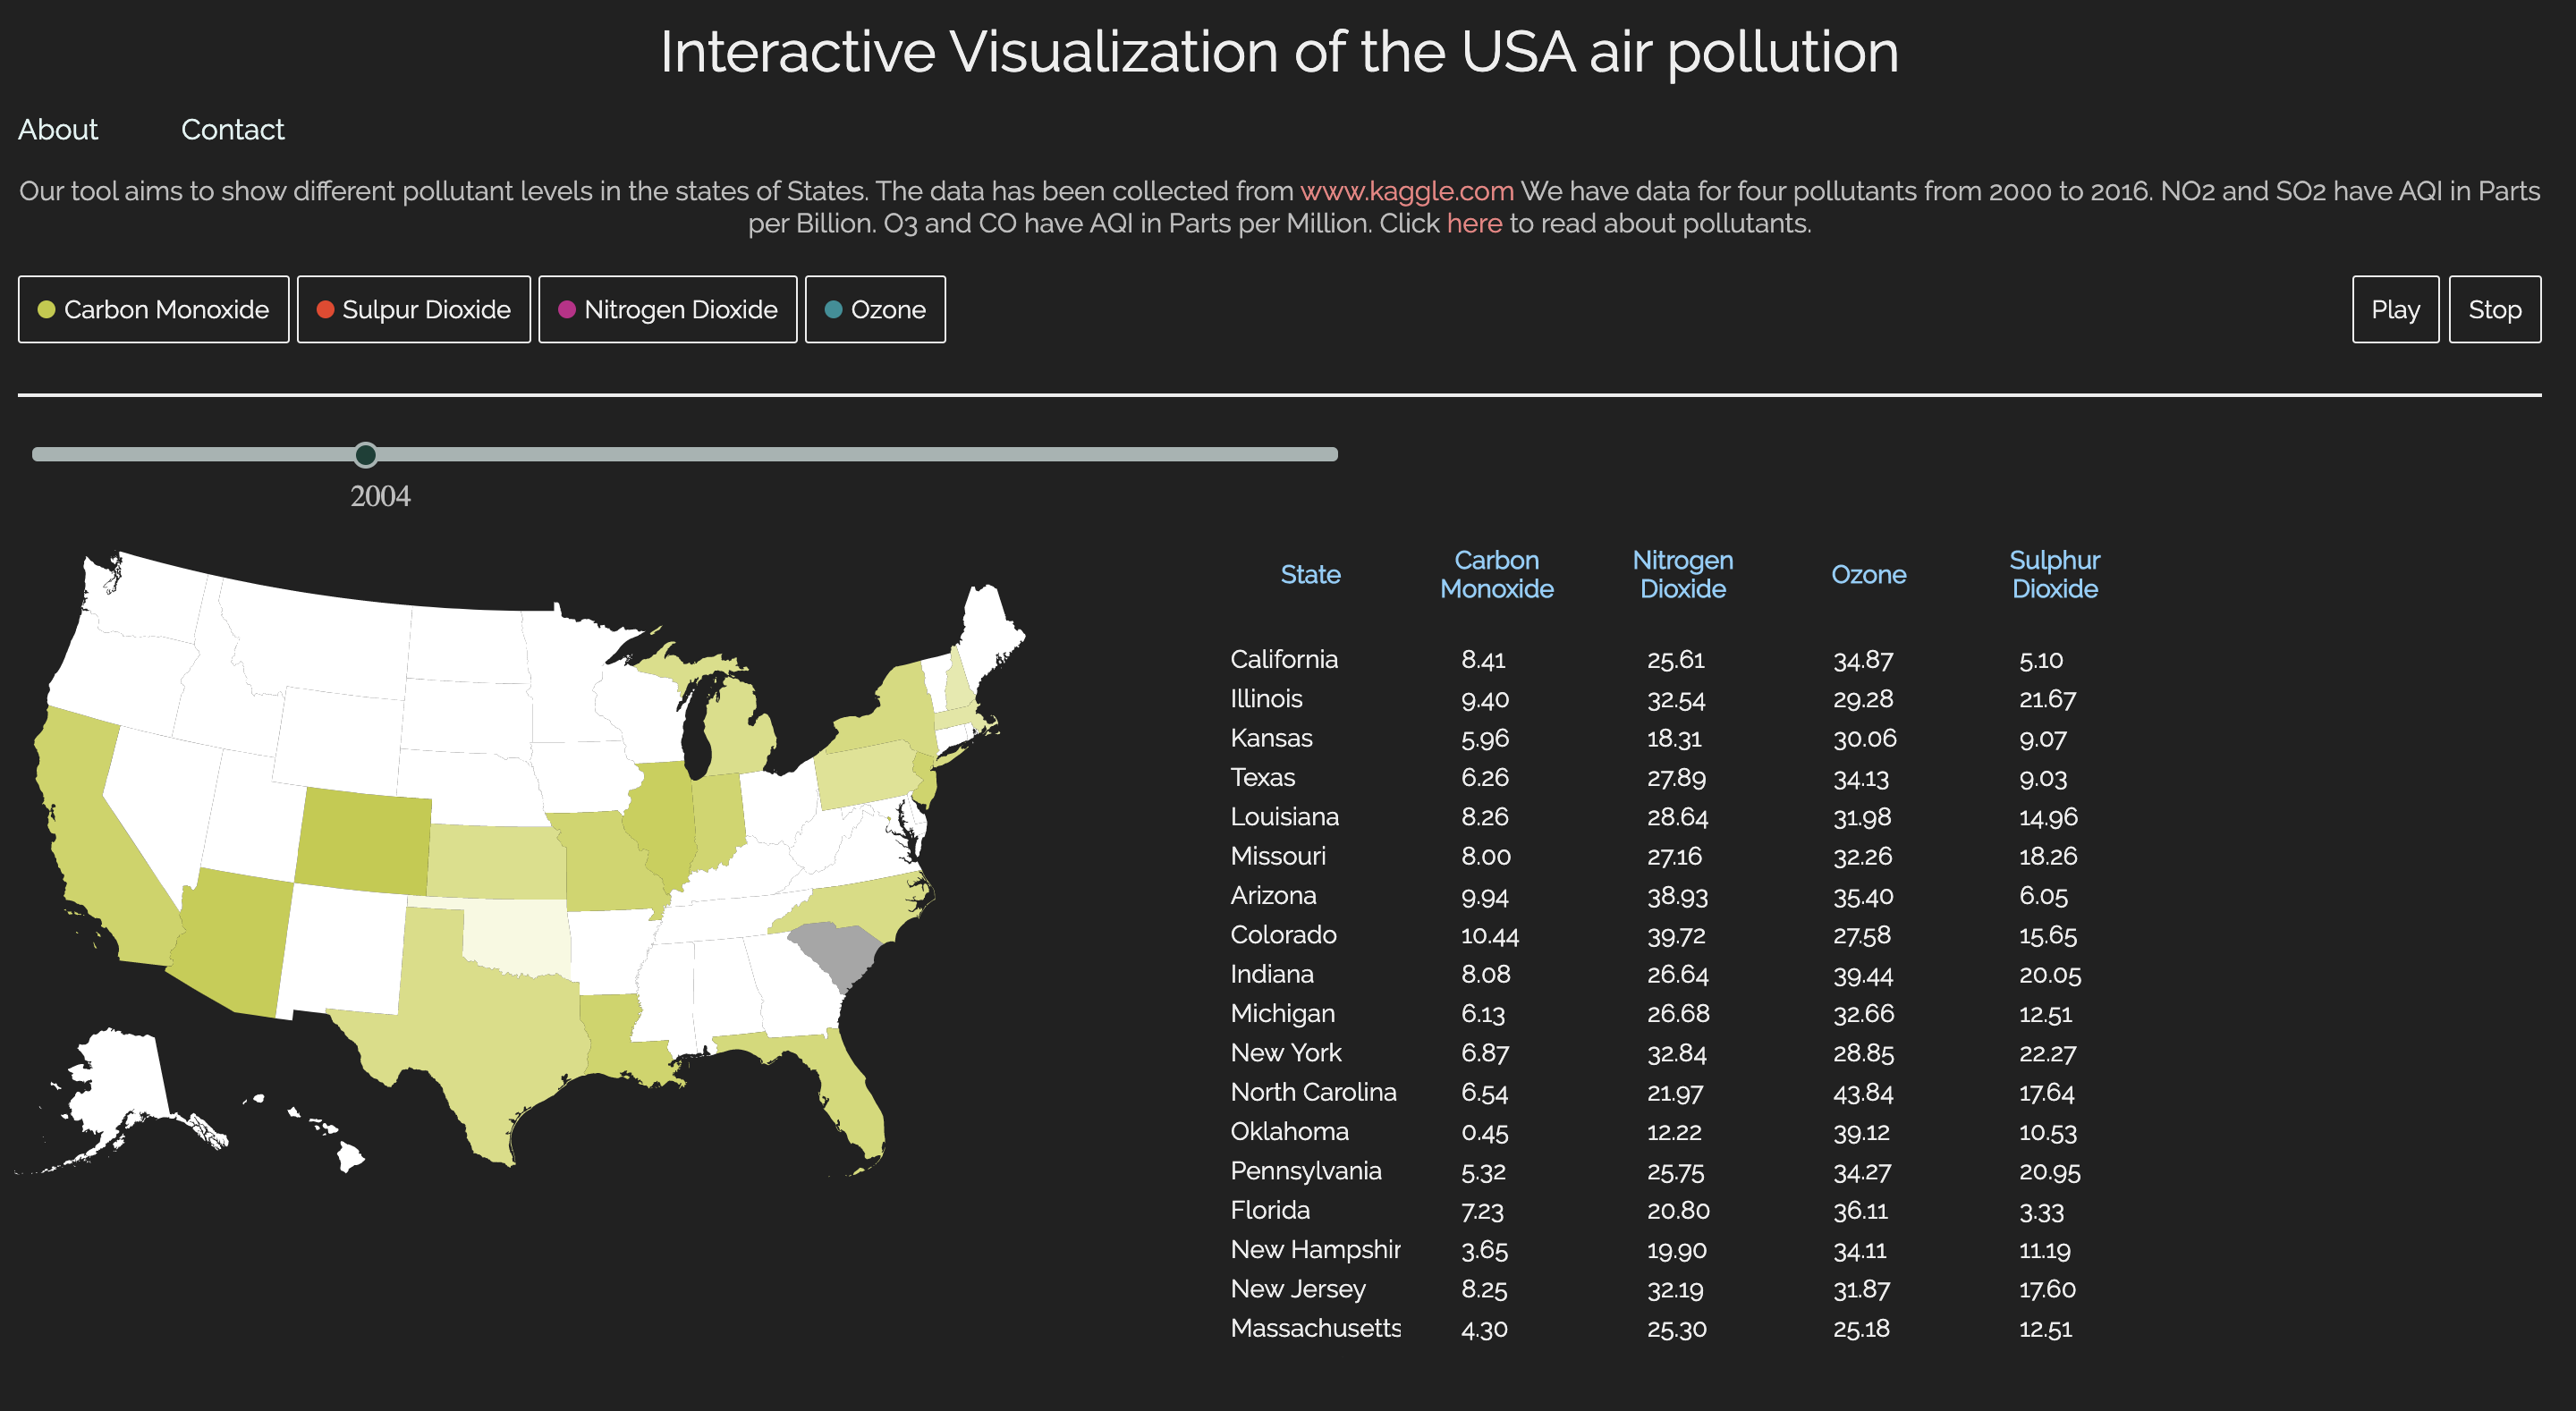 Interactive Visualization of the USA air pollution
About Contact
Our tool aims to show different pollutant levels in the states of States. The data has been collected from www.kaggle.com We have data for four pollutants from 2000 to 2016. NO2 and SO2 have AQI in Parts
per Billion. O3 and CO have AQI in Parts per Million. Click here to read about pollutants.
Carbon Monoxide Sulpur Dioxide Nitrogen Dioxide Ozone Play Stop
2004
State Carbon Monoxide Nitrogen Dioxide Ozone Sulphur Dioxide
California 8.41 25.61 34.87 5.10
Illinois 9.40 32.54 29.28 21.67
Kansas 5.96 18.31 30.06 9.07
Texas 6.26 27.89 34.13 9.03
Louisiana 8.26 28.64 31.98 14.96
Missouri 8.00 27.16 32.26 18.26
Arizona 9.94 38.93 35.40 6.05
Colorado 10.44 39.72 27.58 15.65
Indiana 8.08 26.64 39.44 20.05
Michigan 6.13 26.68 32.66 12.51
New York 6.87 32.84 28.85 22.27
North Carolina 6.54 21.97 43.84 17.64
Oklahoma 0.45 12.22 39.12 10.53
Pennsylvania 5.32 25.75 34.27 20.95
Florida 7.23 20.80 36.11 3.33
New Hampshir 3.65 19.90 34.11 11.19
New Jersey 8.25 32.19 31.87 17.60
Massachusetts 4.30 25.30 25.18 12.51